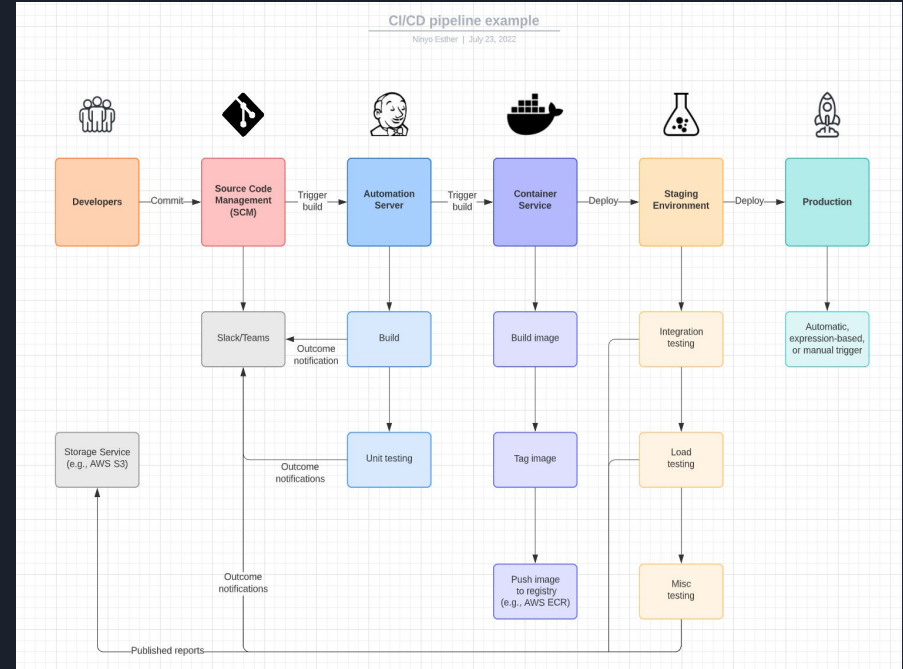 CI/CD pipeline example
Ninyo Esther | July 23, 2022
Developers
Commit
Source Code
Management
(SCM)
Trigger
build
Automation
Server
Trigger
build
Container
Service
Deploy
Staging
Environment
Deploy
Production
Slack/Teams
Outcome
notification
Build
Build image
Integration
testing
Automatic,
expression-based,
or manual trigger
Storage Service
(e.g., AWS S3)
Outcome
notifications
Unit testing
Tag image
Load
testing
Outcome
notifications
Push image
to registry
(e.g., AWS ECR)
Misc
testing
Published reports